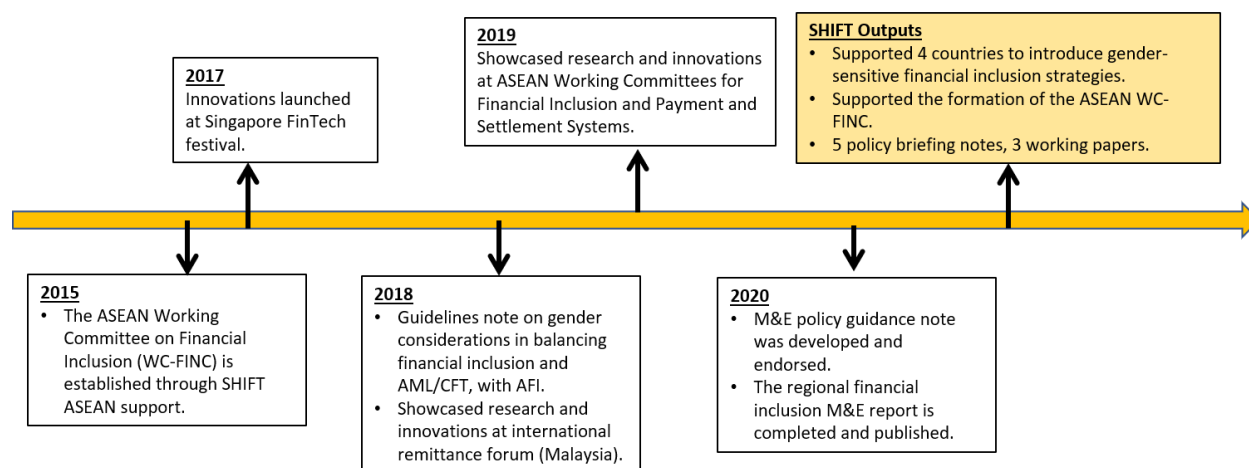 2017
Innovations launched
at Singapore FinTech
festival.
2019
Showcased research and innovations
at ASEAN Working Committees for
Financial Inclusion and Payment and
Settlement Systems.
SHIFT Outputs
• Supported 4 countries to introduce gender-
sensitive financial inclusion strategies.
• Supported the formation of the ASEAN WC-
FINC.
• 5 policy briefing notes, 3 working papers.
2015
• The ASEAN Working
Committee on Financial
Inclusion (WC-FINC) is
established through SHIFT
ASEAN support.
2018
• Guidelines note on gender
considerations in balancing
financial inclusion and
AML/CFT, with AFI.
• Showcased research and
innovations at international
remittance forum (Malaysia).
2020
• M&E policy guidance note
was developed and
endorsed.
• The regional financial
inclusion M&E report is
completed and published.